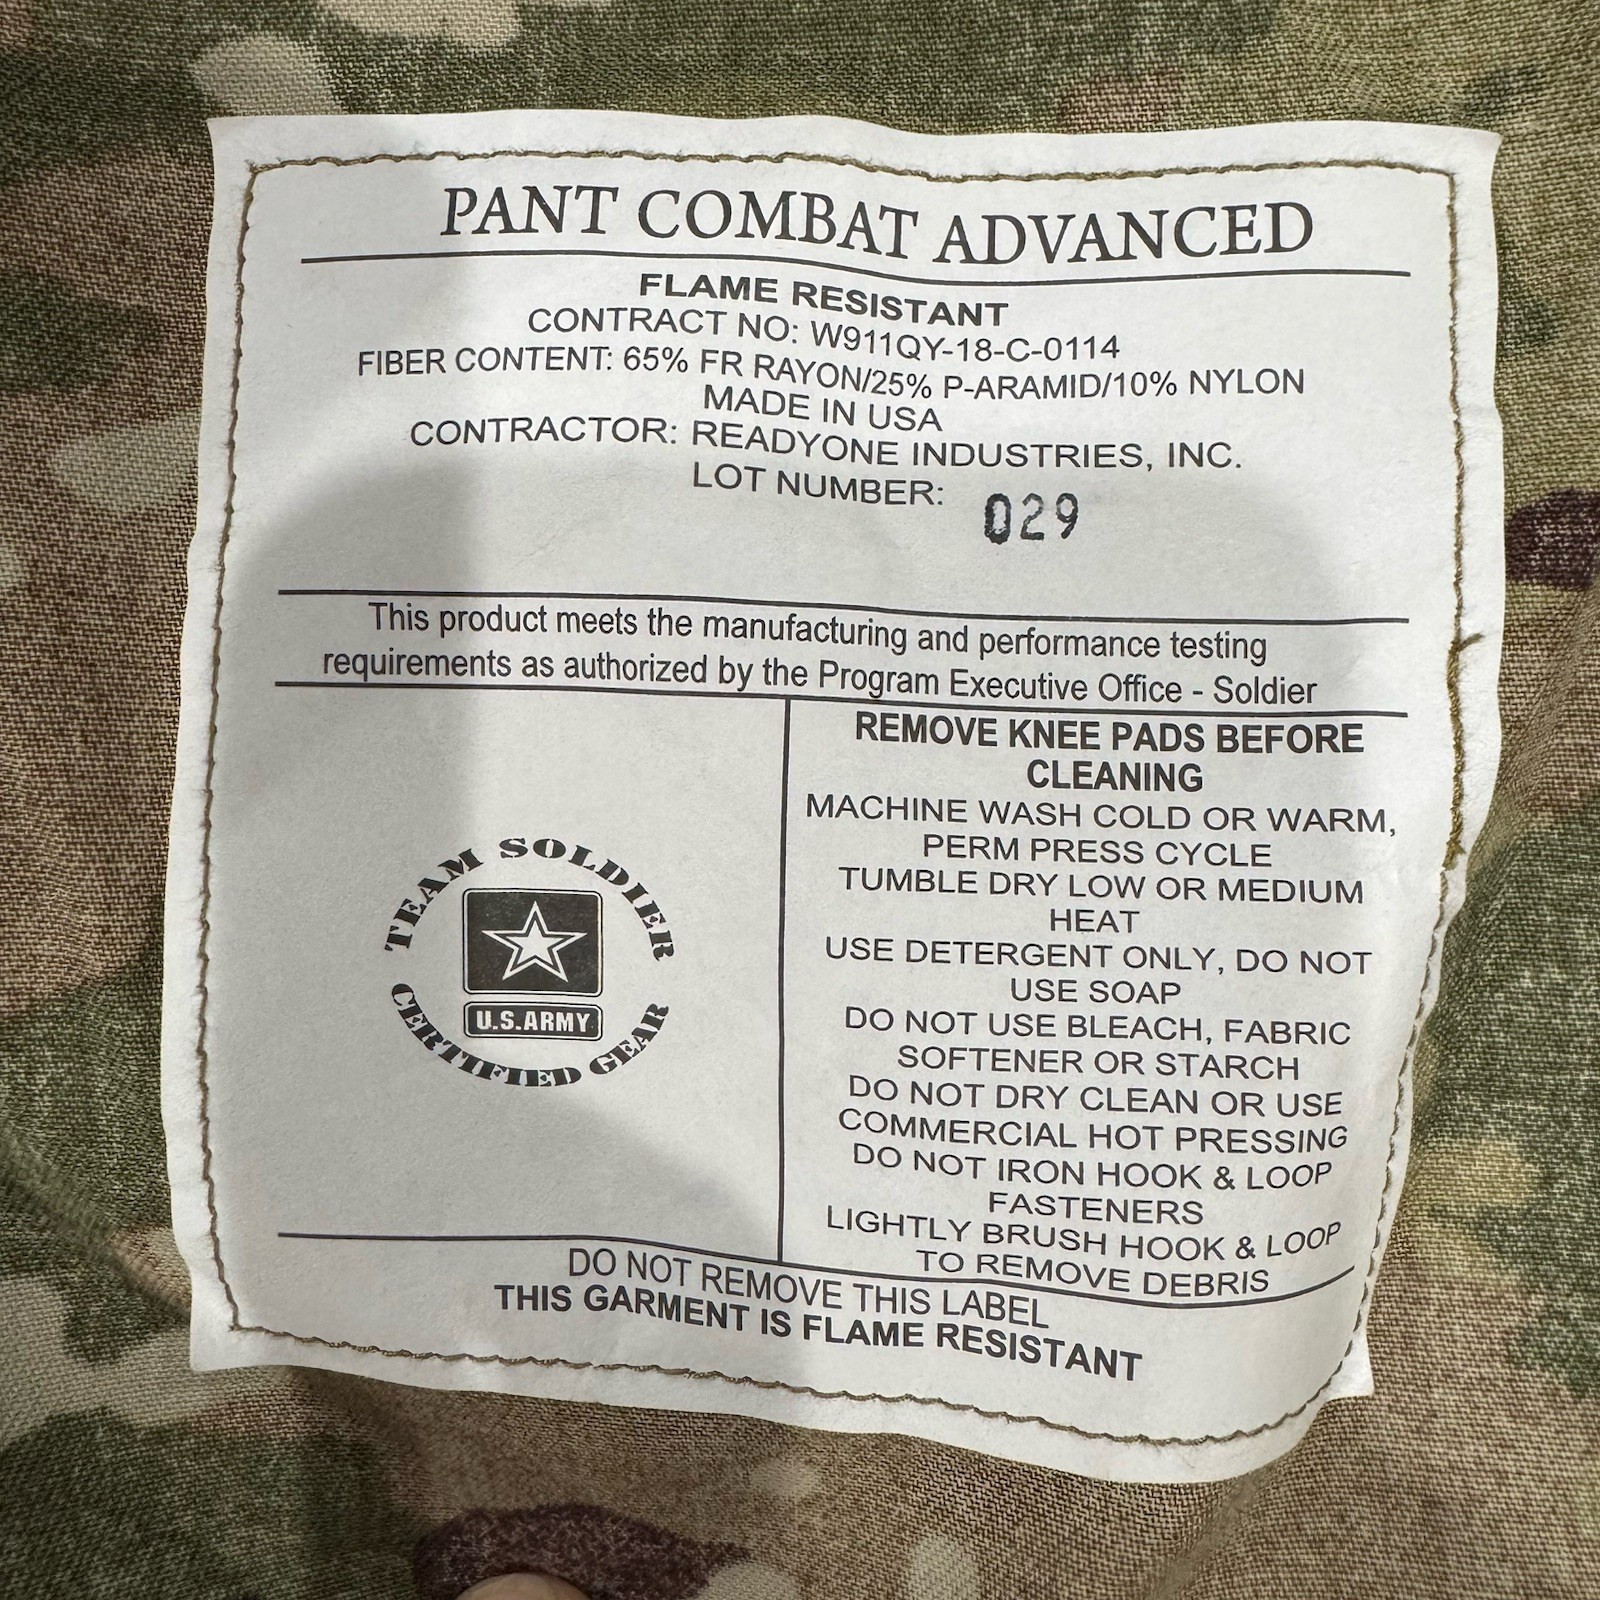 PANT COMBAT ADVANCED
FLAME RESISTANT
CONTRACT NO: W911QY-18-C-0114
FIBER CONTENT: 65% FR RAYON/25% P-ARAMID/10% NYLON
MADE IN USA
CONTRACTOR: READYONE INDUSTRIES, INC.
LOT NUMBER: 029
This product meets the manufacturing and performance testing
requirements as authorized by the Program Executive Office - Soldier
TEAM SOLDIER
U.S.ARMY
CERTIFIED GEAR
REMOVE KNEE PADS BEFORE
CLEANING
MACHINE WASH COLD OR WARM,
PERM PRESS CYCLE
TUMBLE DRY LOW OR MEDIUM
HEAT
USE DETERGENT ONLY, DO NOT
USE SOAP
DO NOT USE BLEACH, FABRIC
SOFTENER OR STARCH
DO NOT DRY CLEAN OR USE
COMMERCIAL HOT PRESSING
DO NOT IRON HOOK & LOOP
FASTENERS
LIGHTLY BRUSH HOOK & LOOP
TO REMOVE DEBRIS
DO NOT REMOVE THIS LABEL
THIS GARMENT IS FLAME RESISTANT